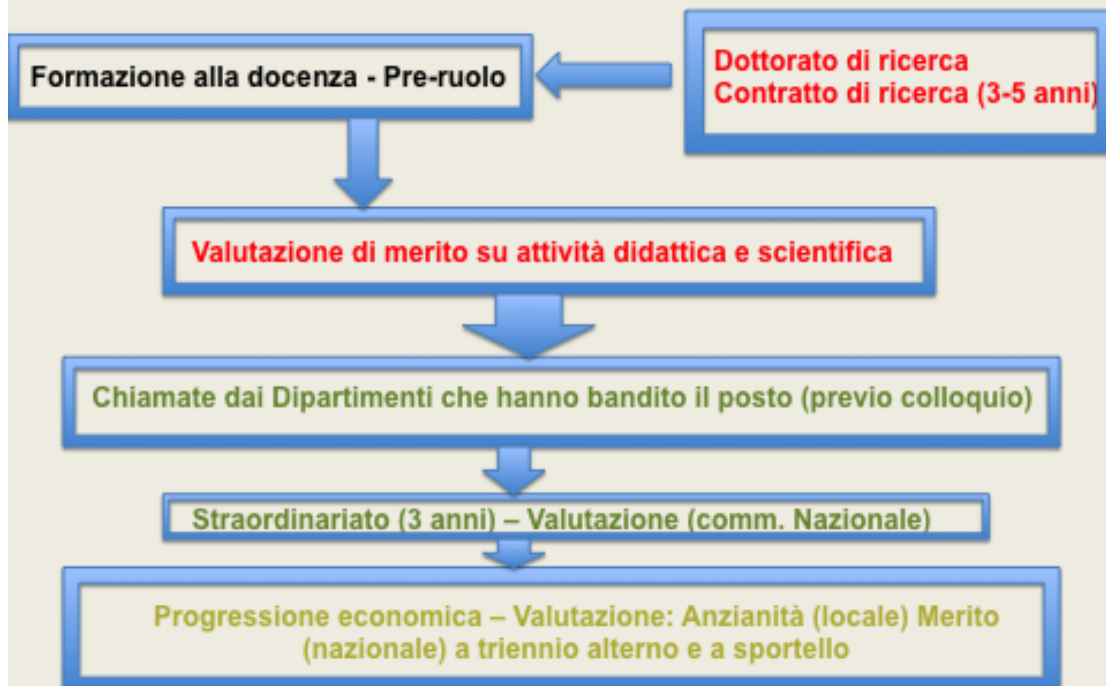 Formazione alla docenza - Pre-ruolo
Dottorato di ricerca
Contratto di ricerca (3-5 anni)
Valutazione di merito su attività didattica e scientifica
Chiamate dai Dipartimenti che hanno bandito il posto (previo colloquio)
Straordinariato (3 anni) – Valutazione (comm. Nazionale)
Progressione economica – Valutazione: Anzianità (locale) Merito
(nazionale) a triennio alterno e a sportello